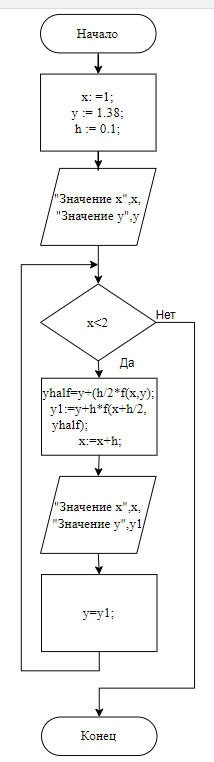 Начало
x: =1;
y := 1.38;
h := 0.1;
"Значение x",x,
"Значение y",y
x<2
Нет
Да
yhalf=y+(h/2*f(x,y);
y1:=y+h*f(x+h/2,
yhalf);
x:=x+h;
"Значение x",x,
"Значение y",y1
y=y1;
Конец